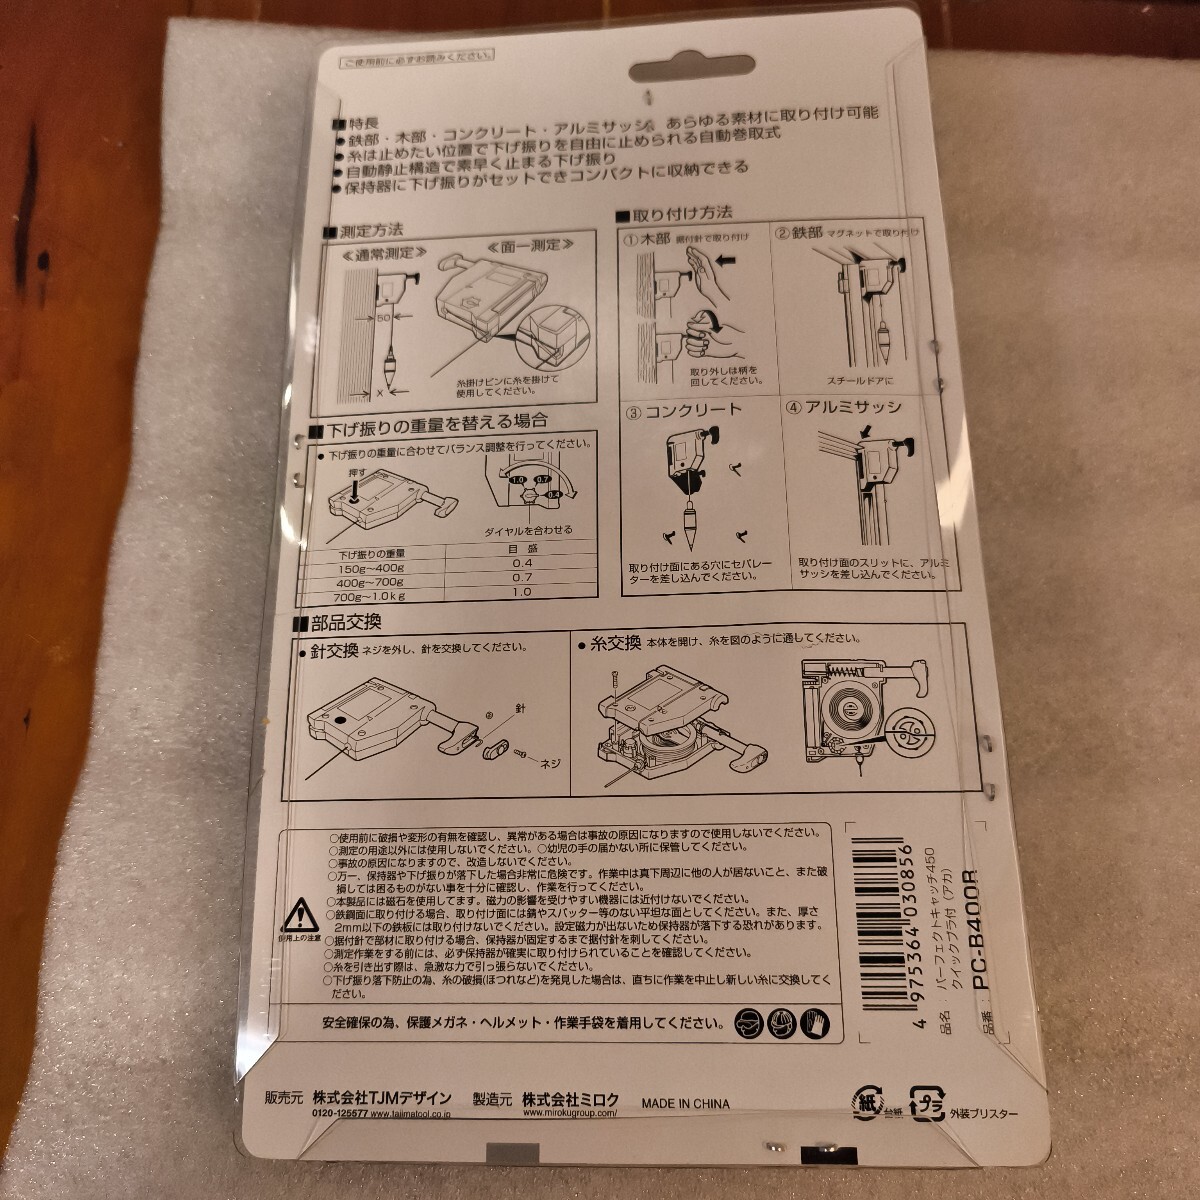 ご使用前に必ずお読みください。
■特長
●鉄部・木部・コンクリート・アルミサッシ。あらゆる素材に取り付け可能
●糸は止めたい位置で下げ振りを自由に止められる自動巻取式
●自動静止構造で素早く止まる下げ振り
●保持器に下げ振りがセットできコンパクトに収納できる
■測定方法
≪通常測定≫
≪面一測定≫
50
X
糸掛けピンに糸を掛けて
使用してください。
■取り付け方法
①木部 据付針で取り付け
取り外しは柄を
回してください。
②鉄部 マグネットで取り付け
スチールドアに
③コンクリート
取り付け面にある穴にセパレー
ターを差し込んでください。
④アルミサッシ
取り付け面のスリットに、アルミ
サッシを差し込んでください。
■下げ振りの重量を替える場合
●下げ振りの重量に合わせてバランス調整を行ってください。
押す
1.0 0.7 0.4
ダイヤルを合わせる
下げ振りの重量 目盛
150g～400g 0.4
400g～700g 0.7
700g～1.0kg 1.0
■部品交換
●針交換 ネジを外し、針を交換してください。
針
ネジ
●糸交換 本体を開け、糸を図のように通してください。
○使用前に破損や変形の有無を確認し、異常がある場合は事故の原因になりますので使用しないでください。
○測定の用途以外には使用しないでください。○幼児の手の届かない所に保管してください。
○事故の原因になりますので、改造しないでください。
○万一、保持器や下げ振りが落下した場合非常に危険です。作業中は真下周辺に他の人が居ないこと、また破
損しては困るものがない事を十分に確認し、作業を行ってください。
○本製品には磁石を使用してます。磁力の影響を受けやすい機器には近付けないでください。
○鉄鋼面に取り付ける場合、取り付け面には錆やスパッター等のない平坦な面としてください。また、厚さ
2mm以下の鉄板には取り付けないでください。設定磁力が出ないため保持器が落下する恐れがあります。
○据付針で部材に取り付ける場合、保持器が固定するまで据付針を刺してください。
○測定作業をする前には、必ず保持器が確実に取り付けられていることを確認してください。
○糸を引き出す際は、急激な力で引っ張らないでください。
○下げ振り落下防止の為、糸の破損(ほつれなど)を発見した場合は、直ちに作業を中止し新しい糸に交換してく
ださい。
使用上の注意
安全確保の為、保護メガネ・ヘルメット・作業手袋を着用してください。
4 975364 030856
品名：パーフェクトキャッチ450
クイックブラ付（アカ）
品番：PC-B400R
販売元 株式会社TJMデザイン 製造元 株式会社ミロク MADE IN CHINA
0120-125577 www.tajimatool.co.jp www.mirokugroup.com/
紙 台紙
プラ 外装ブリスター